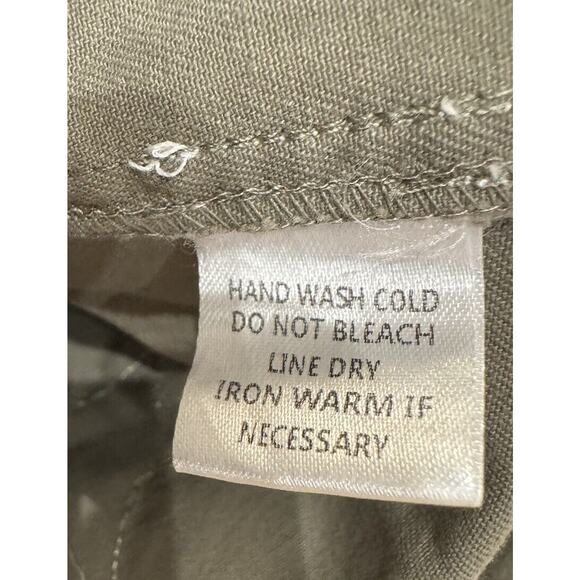 HAND WASH COLD
DO NOT BLEACH
LINE DRY
IRON WARM IF
NECESSARY